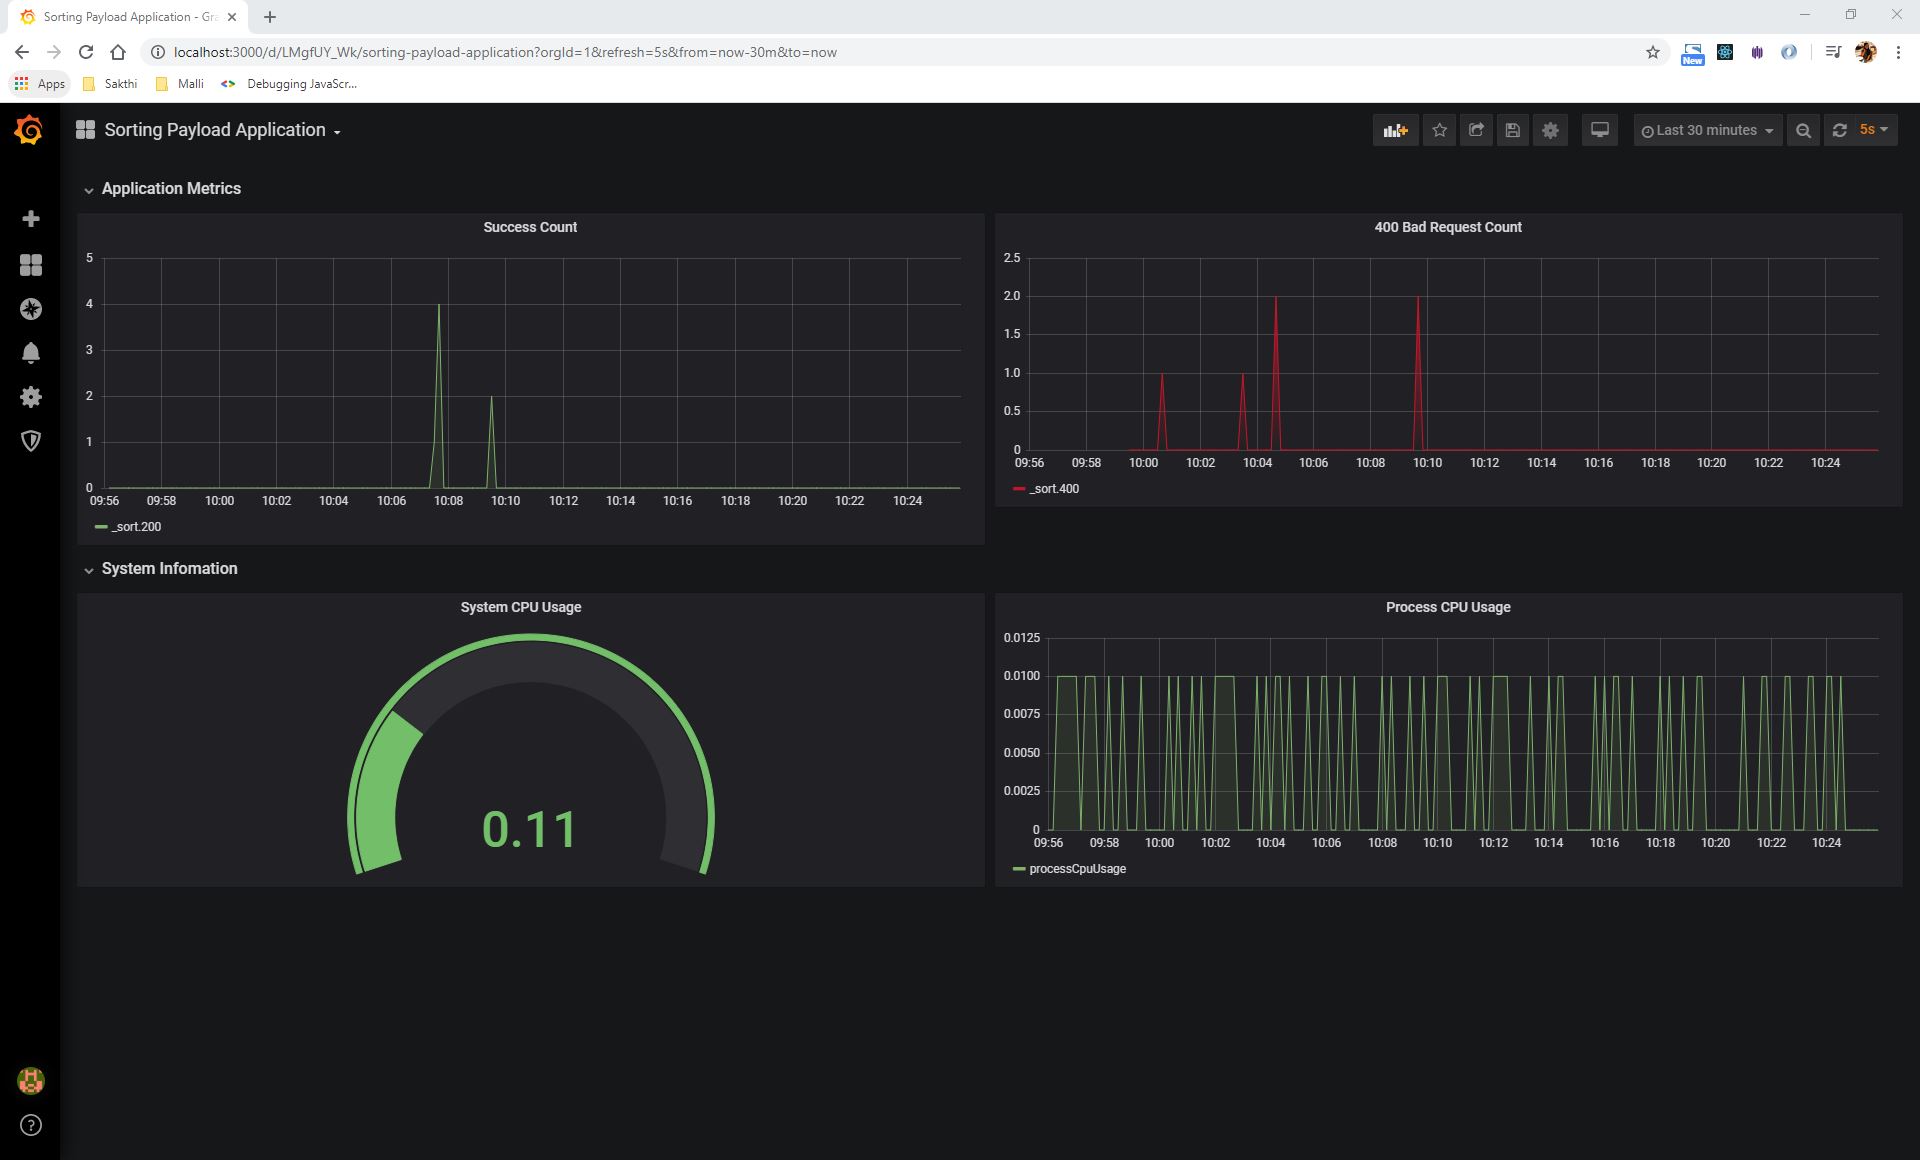 Sorting Payload Application - Gra
localhost:3000/d/LMgfUY_Wk/sorting-payload-application?orgId=1&refresh=5s&from=now-30m&to=now
New
Apps Sakthi Malli Debugging JavaScr...
Sorting Payload Application
Last 30 minutes 5s
Application Metrics
Success Count
5
4
3
2
1
0
09:56 09:58 10:00 10:02 10:04 10:06 10:08 10:10 10:12 10:14 10:16 10:18 10:20 10:22 10:24
_sort.200
400 Bad Request Count
2.5
2.0
1.5
1.0
0.5
0
09:56 09:58 10:00 10:02 10:04 10:06 10:08 10:10 10:12 10:14 10:16 10:18 10:20 10:22 10:24
_sort.400
System Infomation
System CPU Usage
0.11
Process CPU Usage
0.0125
0.0100
0.0075
0.0050
0.0025
0
09:56 09:58 10:00 10:02 10:04 10:06 10:08 10:10 10:12 10:14 10:16 10:18 10:20 10:22 10:24
processCpuUsage